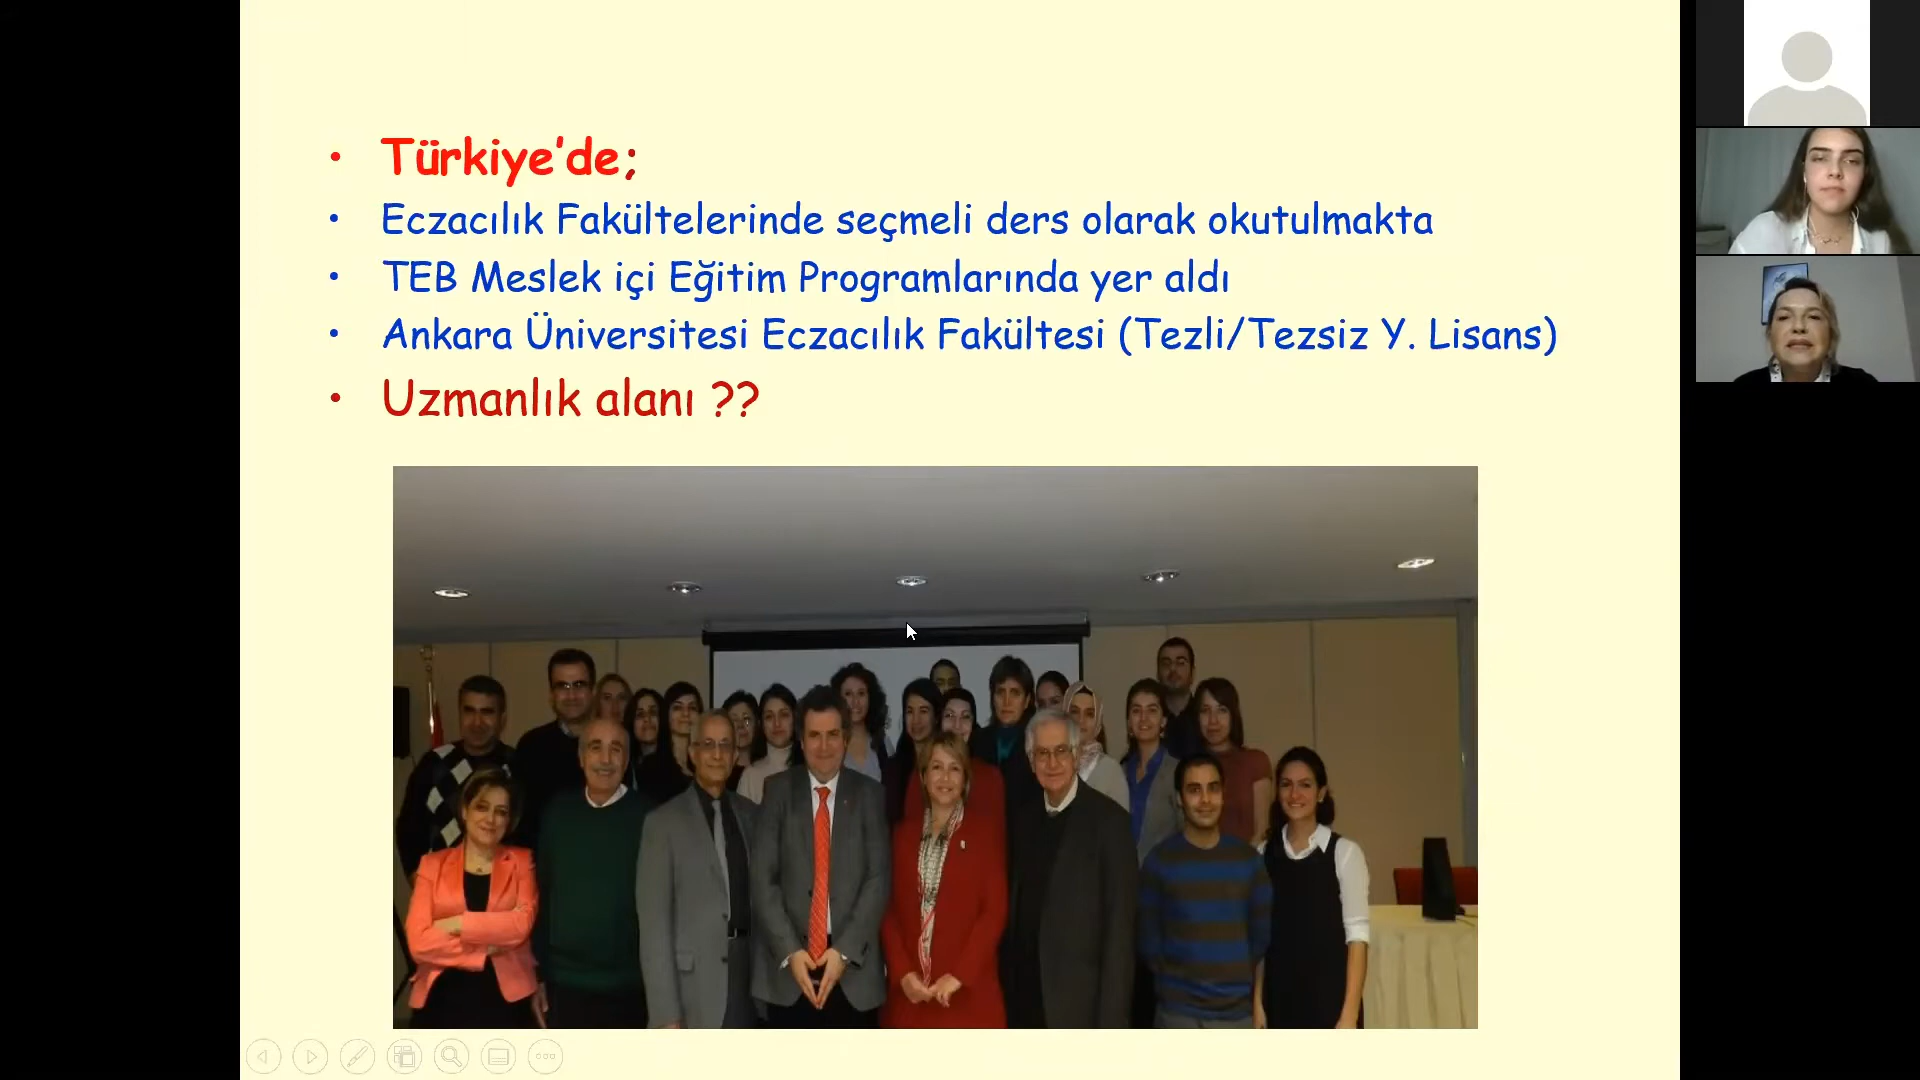 • Türkiye’de;
• Eczacılık Fakültelerinde seçmeli ders olarak okutulmakta
• TEB Meslek içi Eğitim Programlarında yer aldı
• Ankara Üniversitesi Eczacılık Fakültesi (Tezli/Tezsiz Y. Lisans)
• Uzmanlık alanı ??